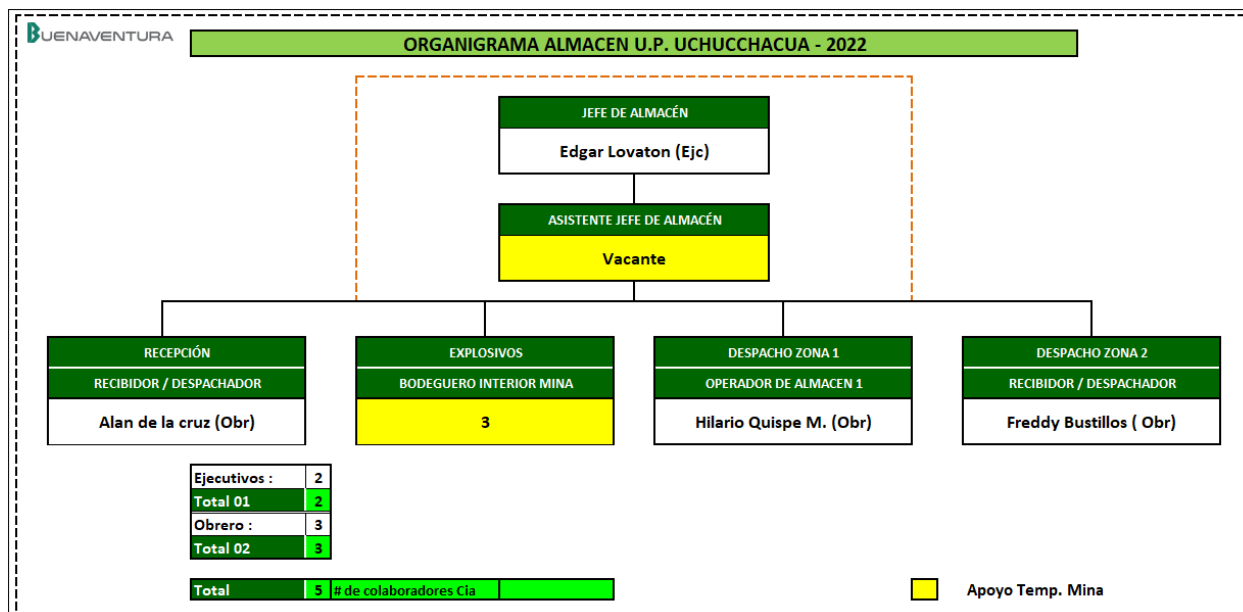 BUENAVENTURA
ORGANIGRAMA ALMACEN U.P. UCHUCCHACUA - 2022
JEFE DE ALMACÉN
Edgar Lovaton (Ejc)
ASISTENTE JEFE DE ALMACÉN
Vacante
RECEPCIÓN
RECIBIDOR / DESPACHADOR
Alan de la cruz (Obr)
EXPLOSIVOS
BODEGUERO INTERIOR MINA
3
DESPACHO ZONA 1
OPERADOR DE ALMACEN 1
Hilario Quispe M. (Obr)
DESPACHO ZONA 2
RECIBIDOR / DESPACHADOR
Freddy Bustillos ( Obr)
Ejecutivos : 2
Total 01 2
Obrero : 3
Total 02 3
Total 5 # de colaboradores Cia
Apoyo Temp. Mina